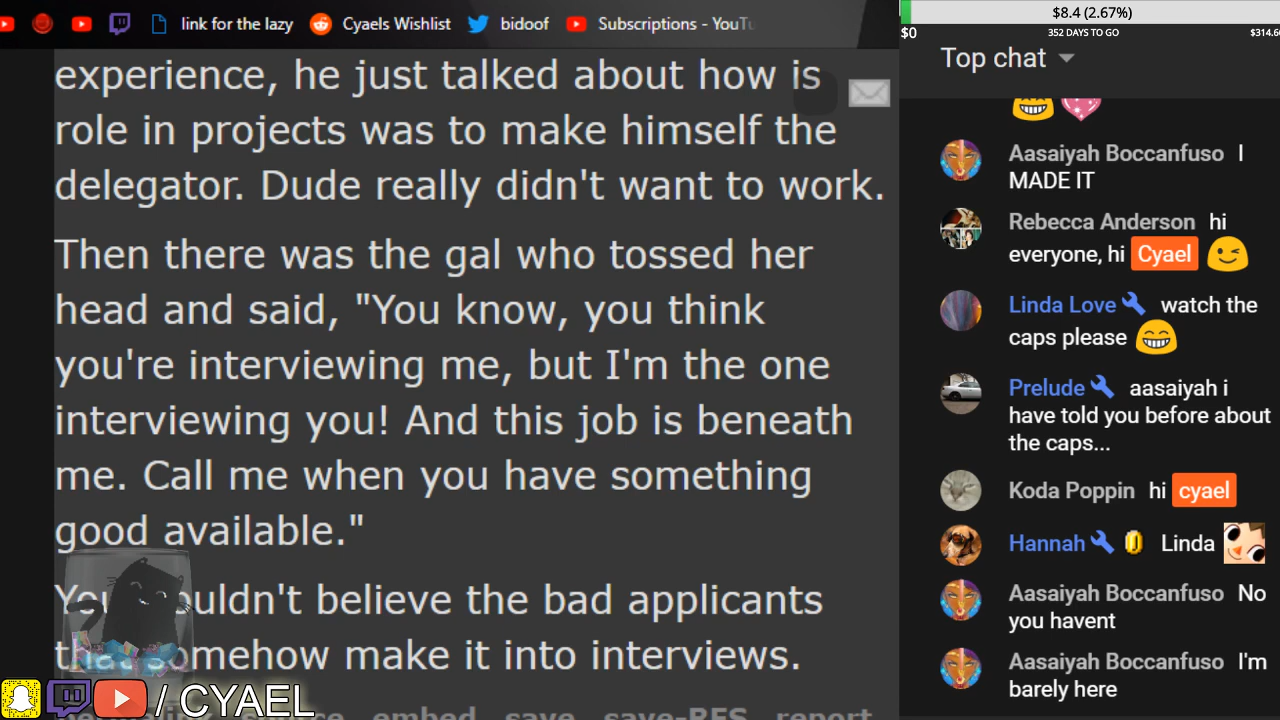 link for the lazy Cyaels Wishlist bidoof Subscriptions - YouTu
$8.4 (2.67%)
$0 352 DAYS TO GO $314.6
experience, he just talked about how is
role in projects was to make himself the
delegator. Dude really didn't want to work.
Then there was the gal who tossed her
head and said, "You know, you think
you're interviewing me, but I'm the one
interviewing you! And this job is beneath
me. Call me when you have something
good available."
believe the bad applicants
that somehow make it into interviews.
permalink source embed save save-RES report
/ CYAEL
Top chat
Aasaiyah Boccanfuso I
MADE IT
Rebecca Anderson hi
everyone, hi Cyael
Linda Love watch the
caps please
Prelude aasaiyah i
have told you before about
the caps...
Koda Poppin hi cyael
Hannah Linda
Aasaiyah Boccanfuso No
you havent
Aasaiyah Boccanfuso I'm
barely here